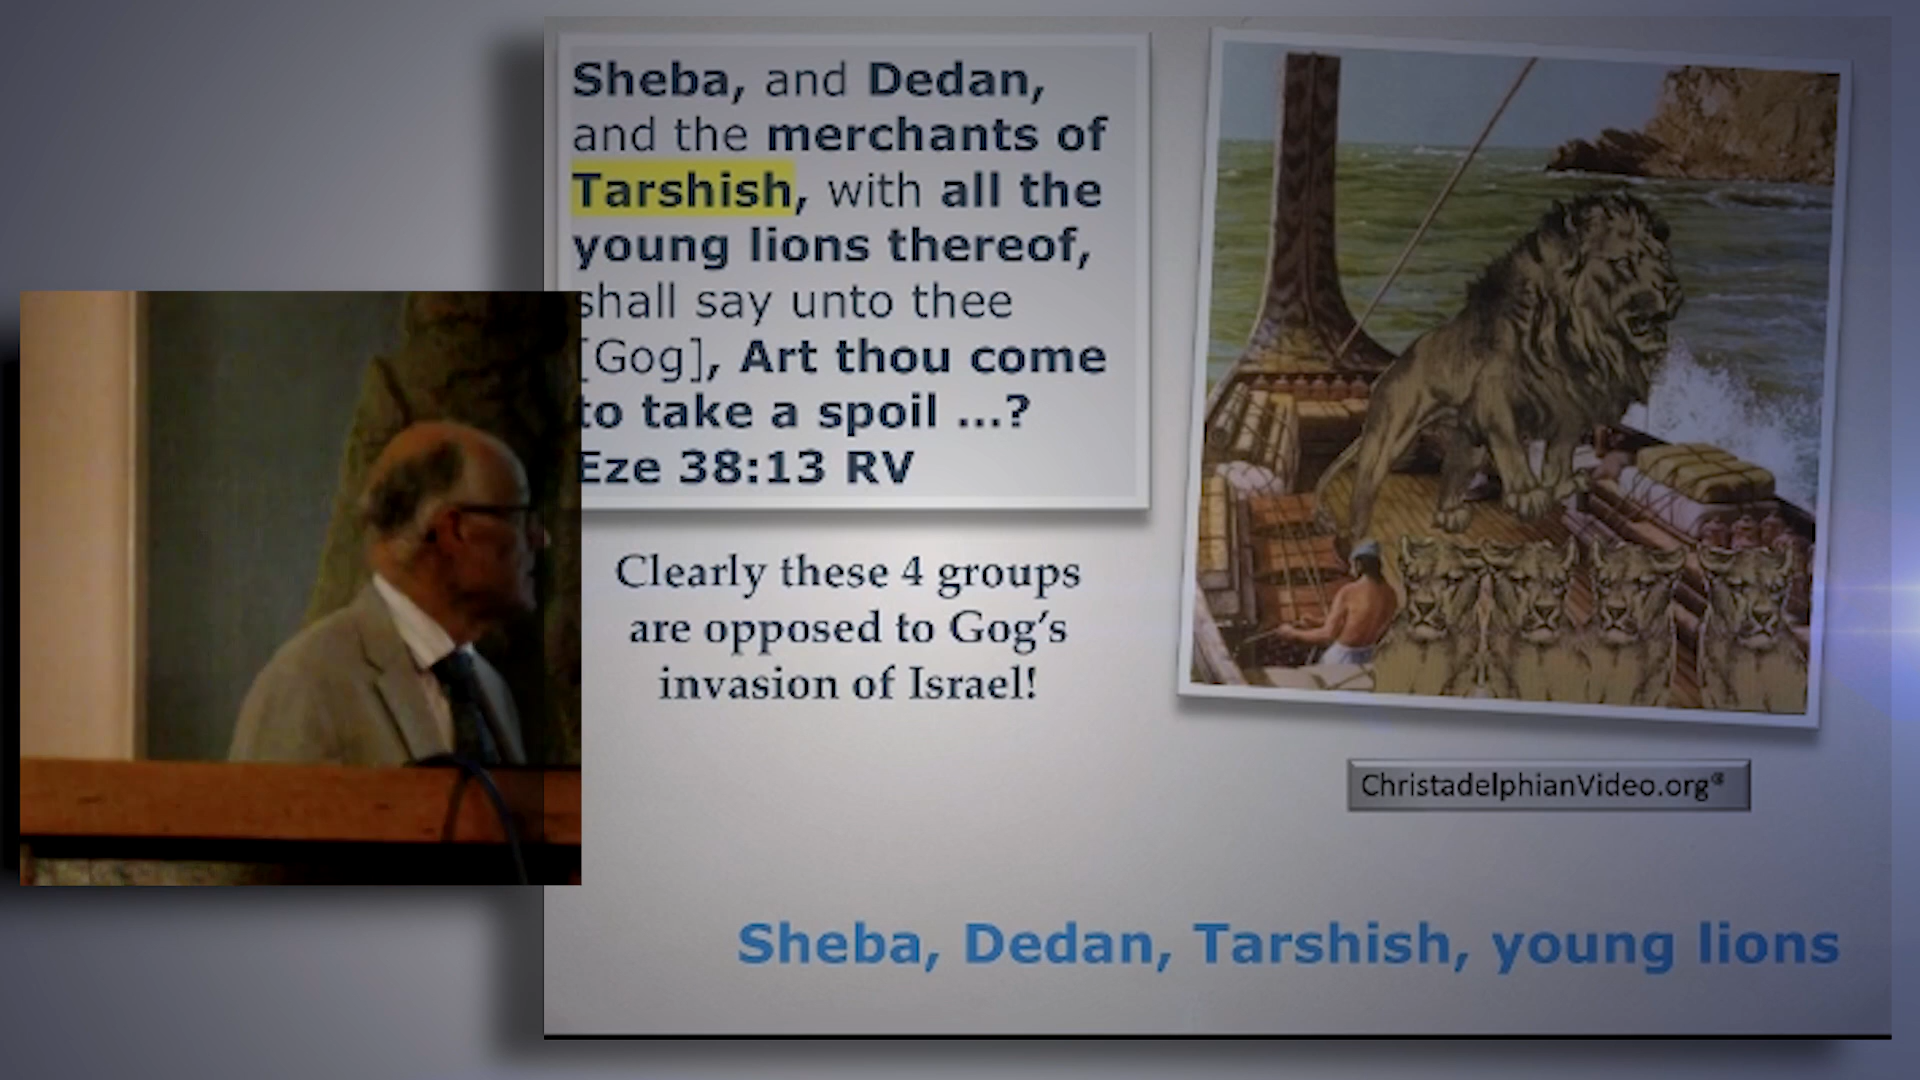 Sheba, and Dedan,
and the merchants of
Tarshish, with all the
young lions thereof,
shall say unto thee
[Gog], Art thou come
to take a spoil ...?
Eze 38:13 RV
Clearly these 4 groups
are opposed to Gog's
invasion of Israel!
ChristadelphianVideo.org®
Sheba, Dedan, Tarshish, young lions